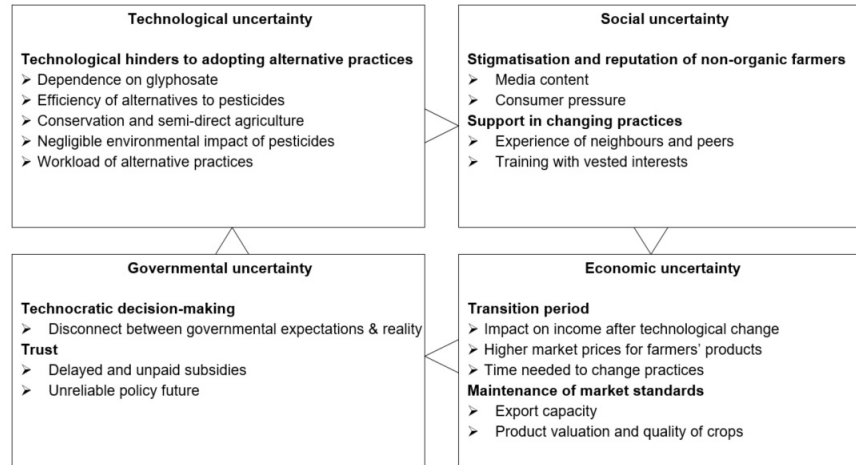 Technological uncertainty
Technological hinders to adopting alternative practices
➢ Dependence on glyphosate
➢ Efficiency of alternatives to pesticides
➢ Conservation and semi-direct agriculture
➢ Negligible environmental impact of pesticides
➢ Workload of alternative practices
Social uncertainty
Stigmatisation and reputation of non-organic farmers
➢ Media content
➢ Consumer pressure
Support in changing practices
➢ Experience of neighbours and peers
➢ Training with vested interests
Governmental uncertainty
Technocratic decision-making
➢ Disconnect between governmental expectations & reality
Trust
➢ Delayed and unpaid subsidies
➢ Unreliable policy future
Economic uncertainty
Transition period
➢ Impact on income after technological change
➢ Higher market prices for farmers’ products
➢ Time needed to change practices
Maintenance of market standards
➢ Export capacity
➢ Product valuation and quality of crops